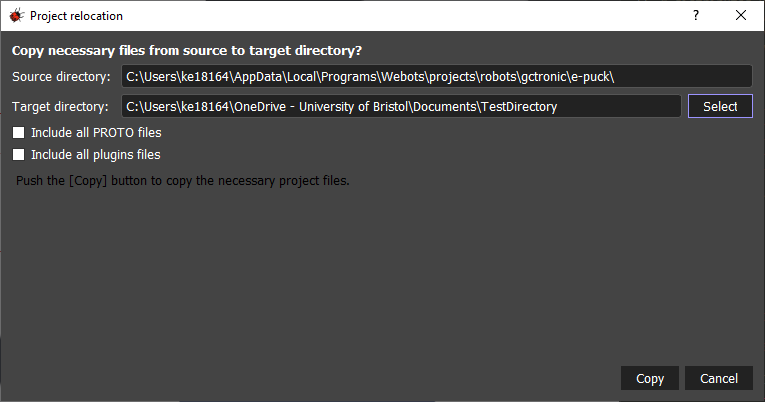 Project relocation
?
Copy necessary files from source to target directory?
Source directory: C:\Users\ke18164\AppData\Local\Programs\Webots\projects\robots\gctronic\e-puck\
Target directory: C:\Users\ke18164\OneDrive - University of Bristol\Documents\TestDirectory Select
Include all PROTO files
Include all plugins files
Push the [Copy] button to copy the necessary project files.
Copy Cancel